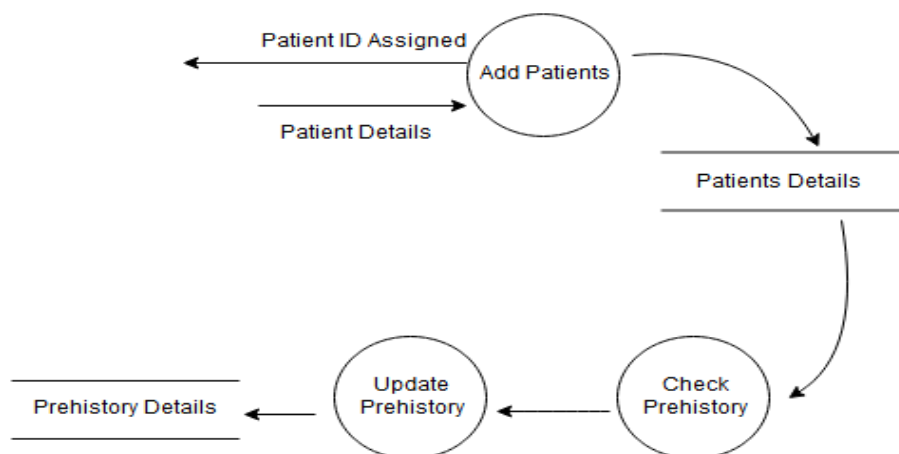 Patient ID Assigned
Add Patients
Patient Details
Patients Details
Update
Prehistory
Check
Prehistory
Prehistory Details